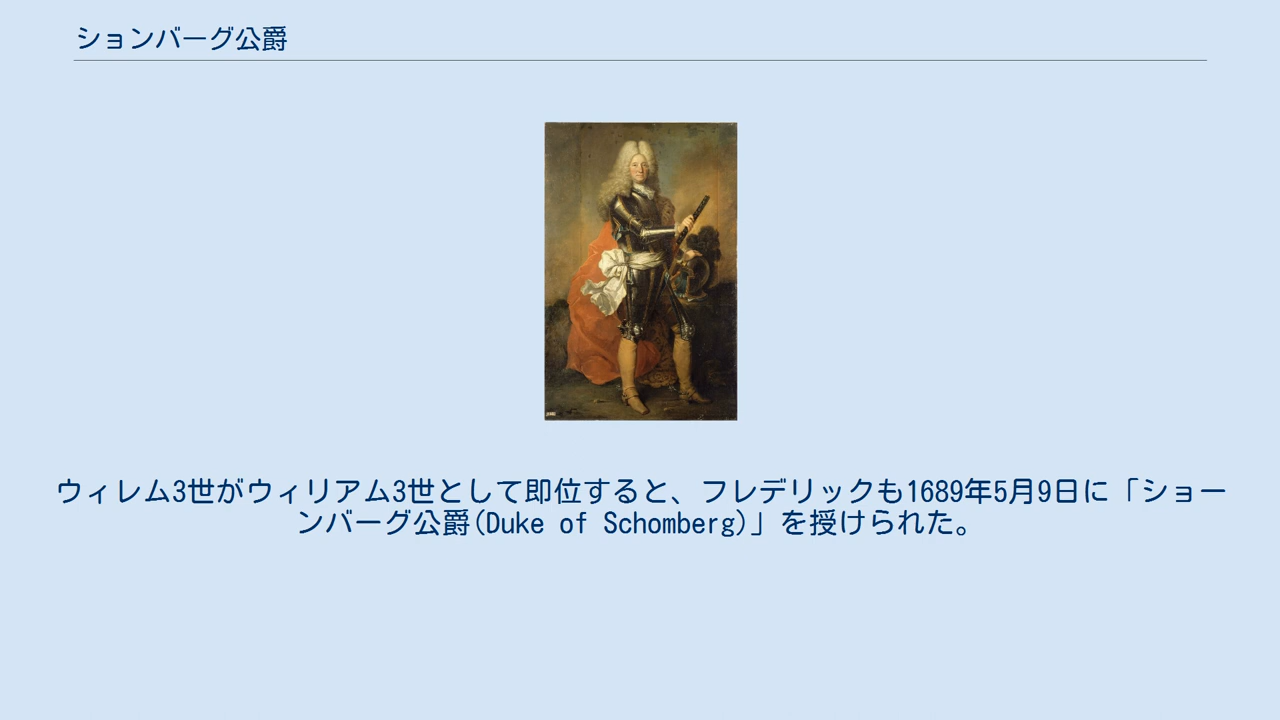 ションバーグ公爵
ウィレム3世がウィリアム3世として即位すると、フレデリックも1689年5月9日に「ショー
ンバーグ公爵(Duke of Schomberg)」を授けられた。